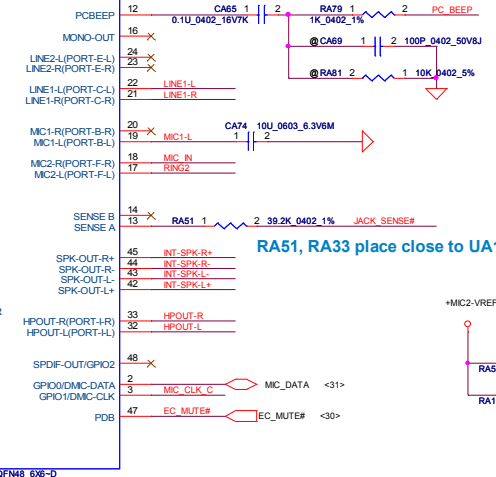 PCBEEP 12 CA65 1 2 RA79 1 2 PC_BEEP
0.1U_0402_16V7K 1K_0402_1%
MONO-OUT 16
@CA69 1 2 100P_0402_50V8J
LINE2-L(PORT-E-L) 24
LINE2-R(PORT-E-R) 23
@RA81 2 1 10K_0402_5%
LINE1-L(PORT-C-L) 22 LINE1-L
LINE1-R(PORT-C-R) 21 LINE1-R
MIC1-R(PORT-B-R) 20
CA74 10U_0603_6.3V6M
MIC1-L(PORT-B-L) 19 MIC1-L 1 2
MIC2-R(PORT-F-R) 18 MIC_IN
MIC2-L(PORT-F-L) 17 RING2
SENSE B 14
SENSE A 13 RA51 1 2 39.2K_0402_1% JACK_SENSE#
RA51, RA33 place close to UA1
SPK-OUT-R+ 45 INT-SPK-R+
SPK-OUT-R- 44 INT-SPK-R-
SPK-OUT-L- 43 INT-SPK-L-
SPK-OUT-L+ 42 INT-SPK-L+
+MIC2-VREF
HPOUT-R(PORT-I-R) 33 HPOUT-R
HPOUT-L(PORT-I-L) 32 HPOUT-L
SPDIF-OUT/GPIO2 48
RA5
GPIO0/DMIC-DATA 2 MIC_DATA <31>
GPIO1/DMIC-CLK 3 MIC_CLK_C
RA1
PDB 47 EC_MUTE# EC_MUTE# <30>
QFN48_6X6~D